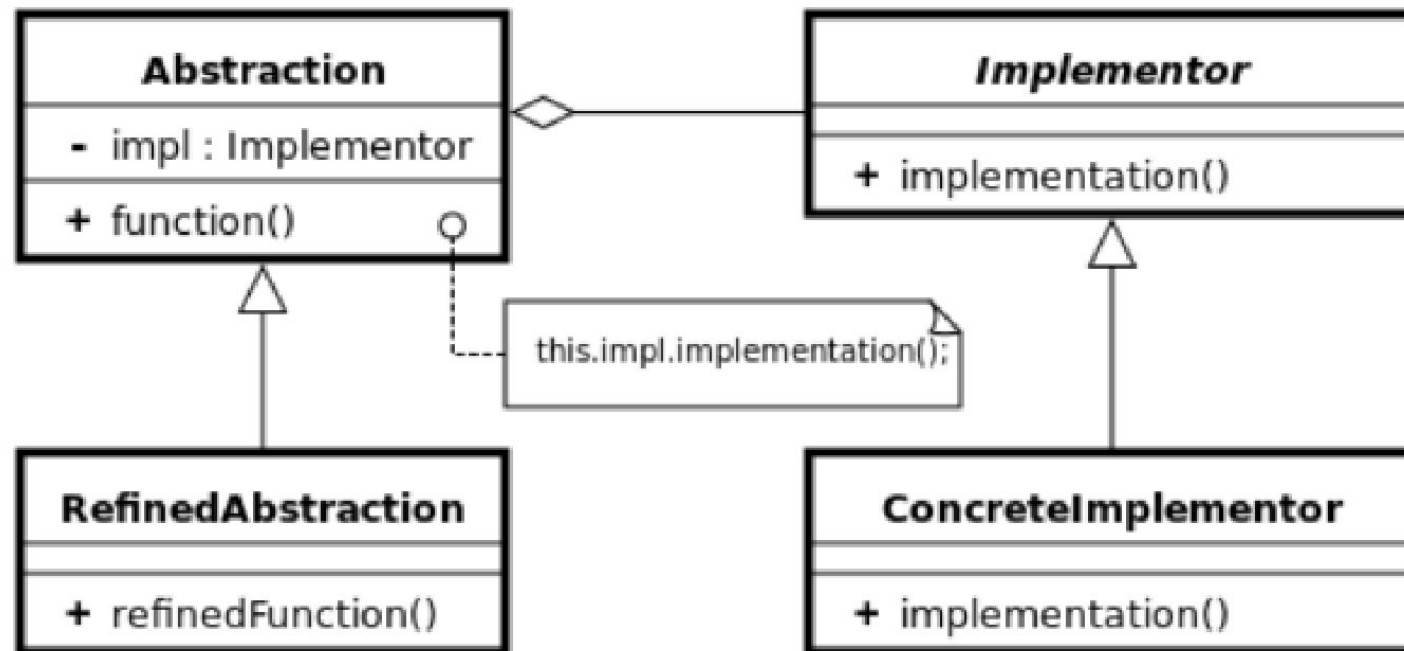 Abstraction
- impl : Implementor
+ function()
Implementor
+ implementation()
this.impl.implementation();
RefinedAbstraction
+ refinedFunction()
ConcreteImplementor
+ implementation()